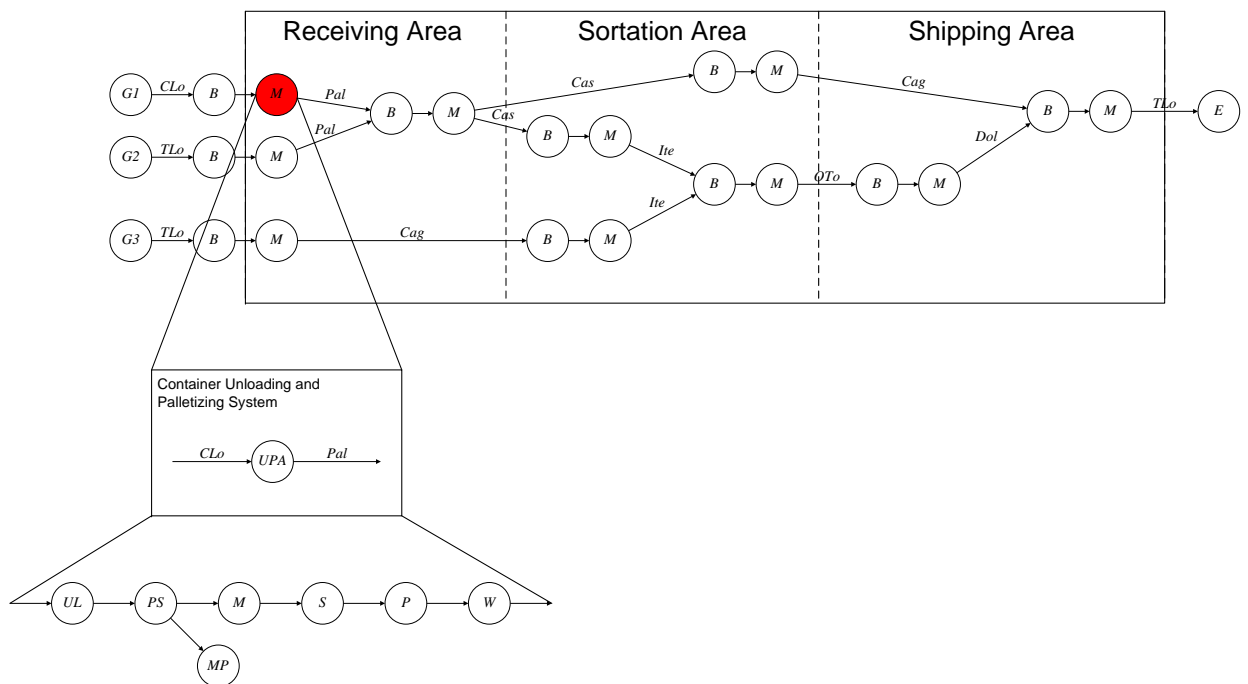 Receiving Area
Sortation Area
Shipping Area
G1 CLo B M Pal B M Cas B M Cag B M TLo E
Cas B M Ite
G2 TLo B M Pal
B M OTo B M Dol
G3 TLo B M Cag B M Ite
Container Unloading and
Palletizing System
CLo UPA Pal
UL PS M S P W
MP